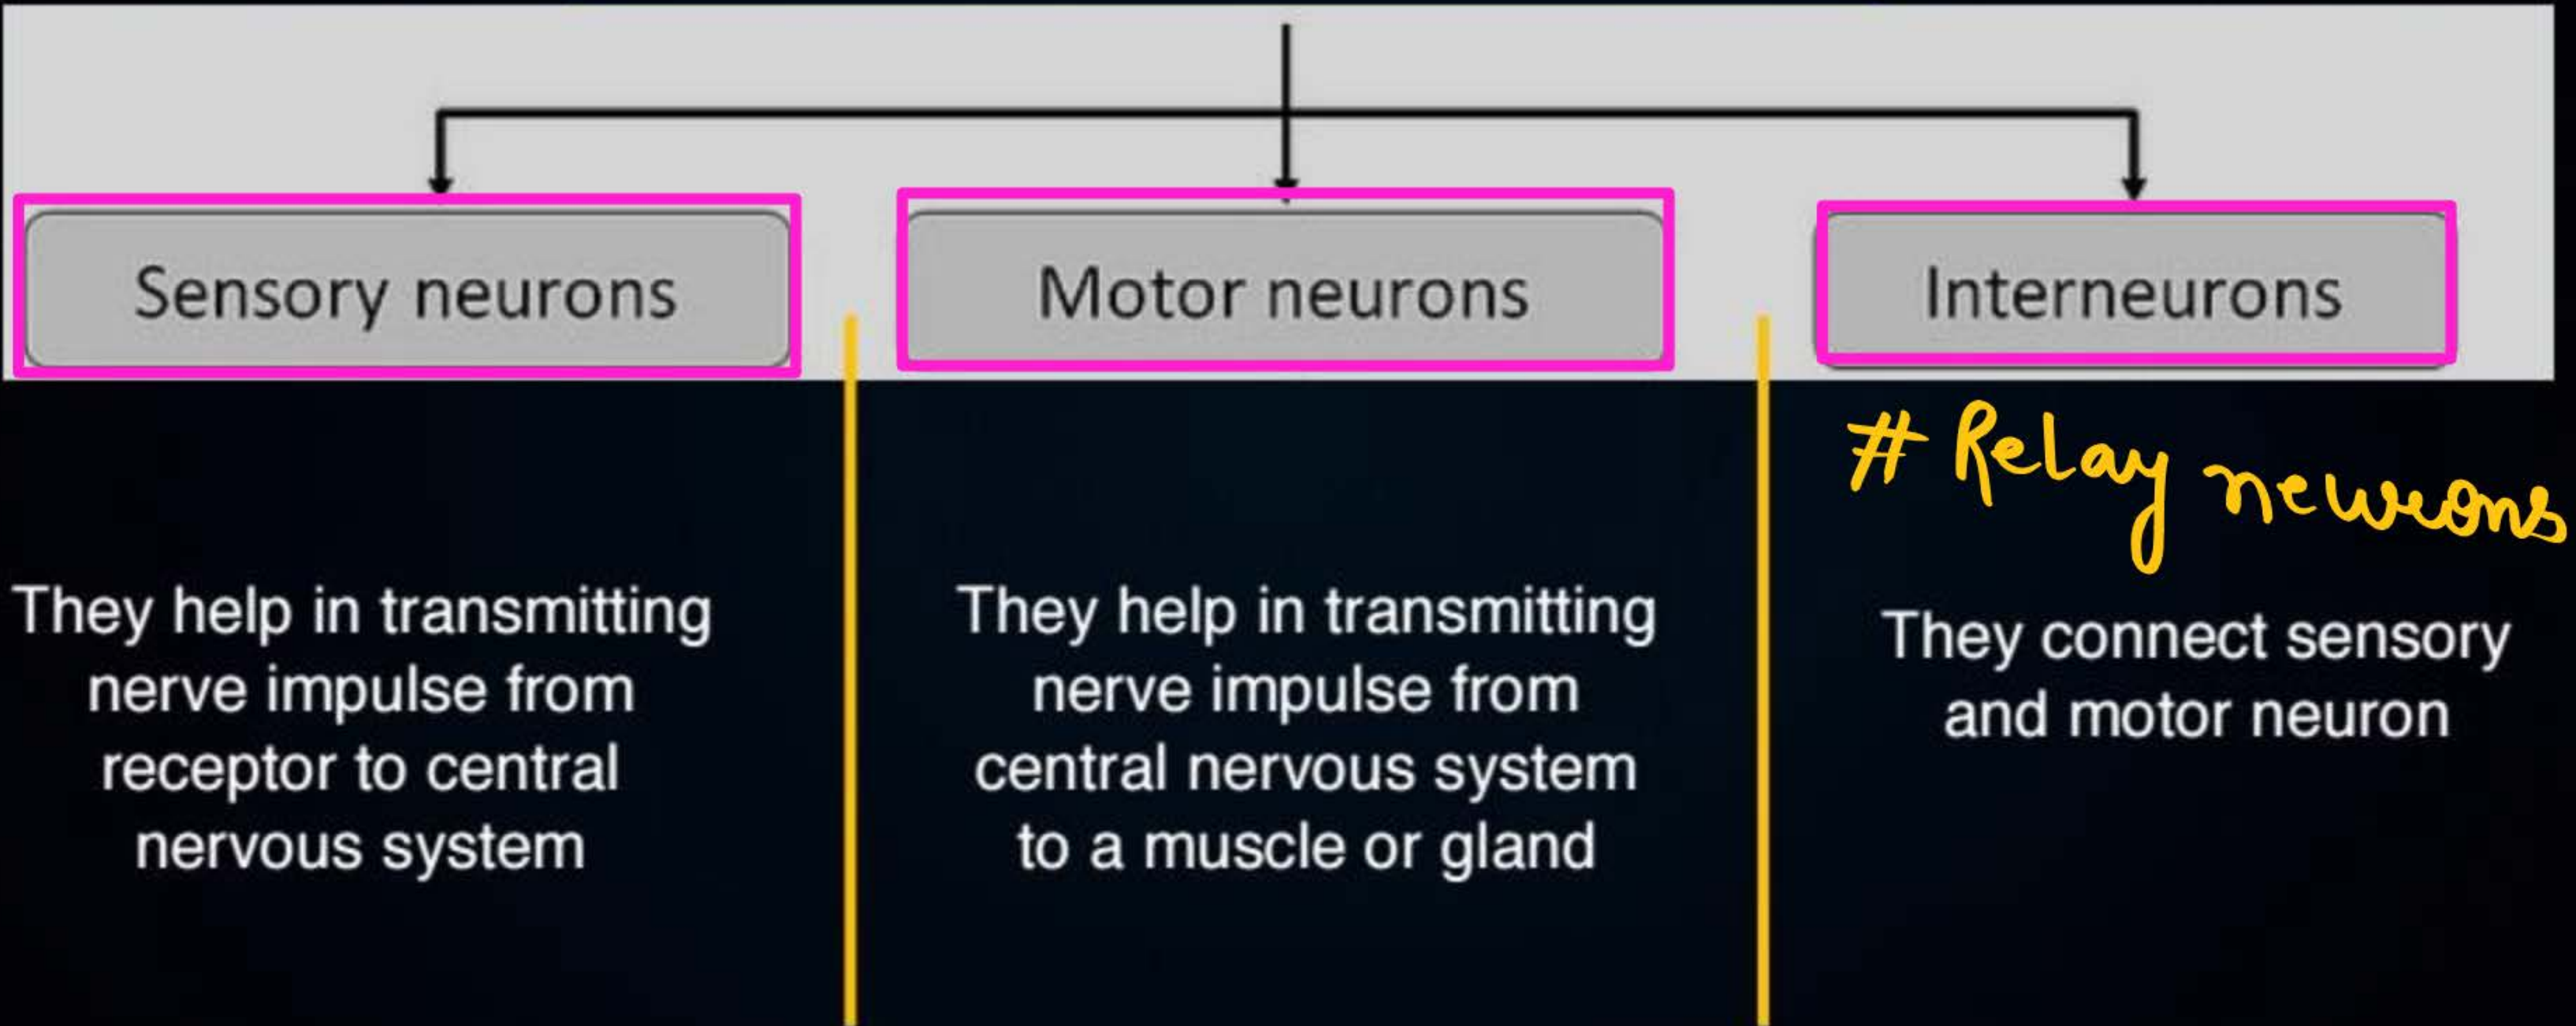 Sensory neurons
Motor neurons
Interneurons
# Relay neurons
They help in transmitting
nerve impulse from
receptor to central
nervous system
They help in transmitting
nerve impulse from
central nervous system
to a muscle or gland
They connect sensory
and motor neuron